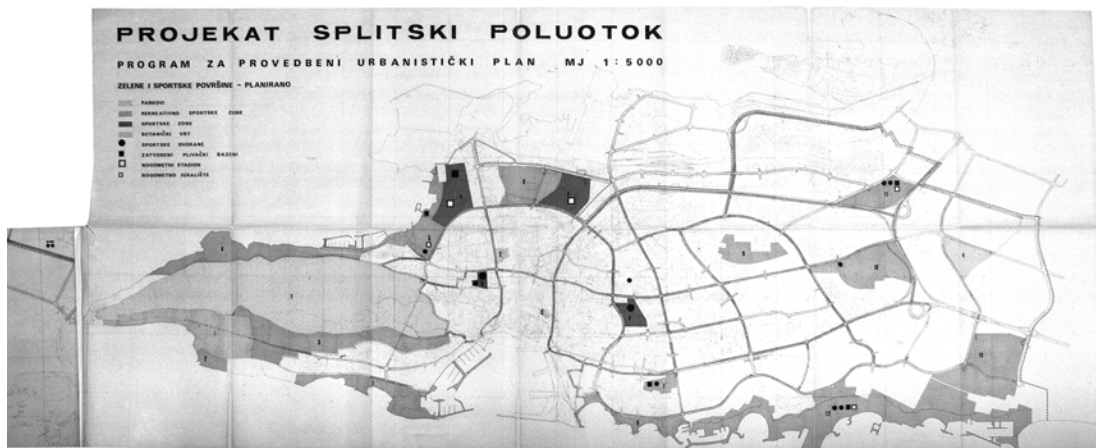 PROJEKAT SPLITSKI POLUOTOK
PROGRAM ZA PROVEDBENI URBANISTIČKI PLAN MJ 1:5000
ZELENE I SPORTSKE POVRŠINE – PLANIRANO
PARKOVI
REKREATIVNO SPORTSKE ZONE
SPORTSKE ZONE
BOTANIČKI VRT
SPORTSKE DVORANE
ZATVORENI PLIVAČKI BAZENI
NOGOMETNI STADION
NOGOMETNO IGRALIŠTE